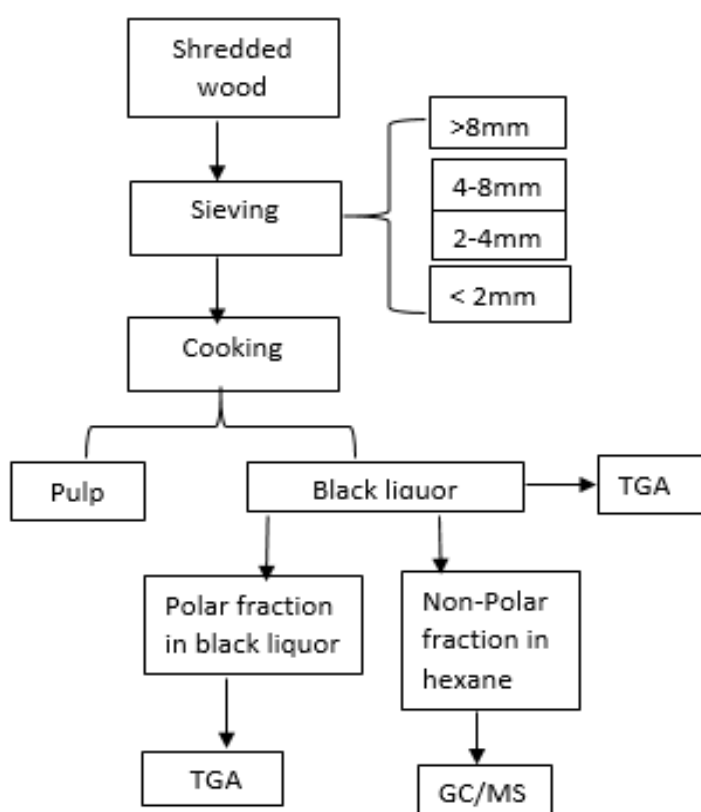 Shredded
wood
>8mm
4-8mm
Sieving
2-4mm
< 2mm
Cooking
Pulp
Black liquor
TGA
Polar fraction
in black liquor
Non-Polar
fraction in
hexane
TGA
GC/MS